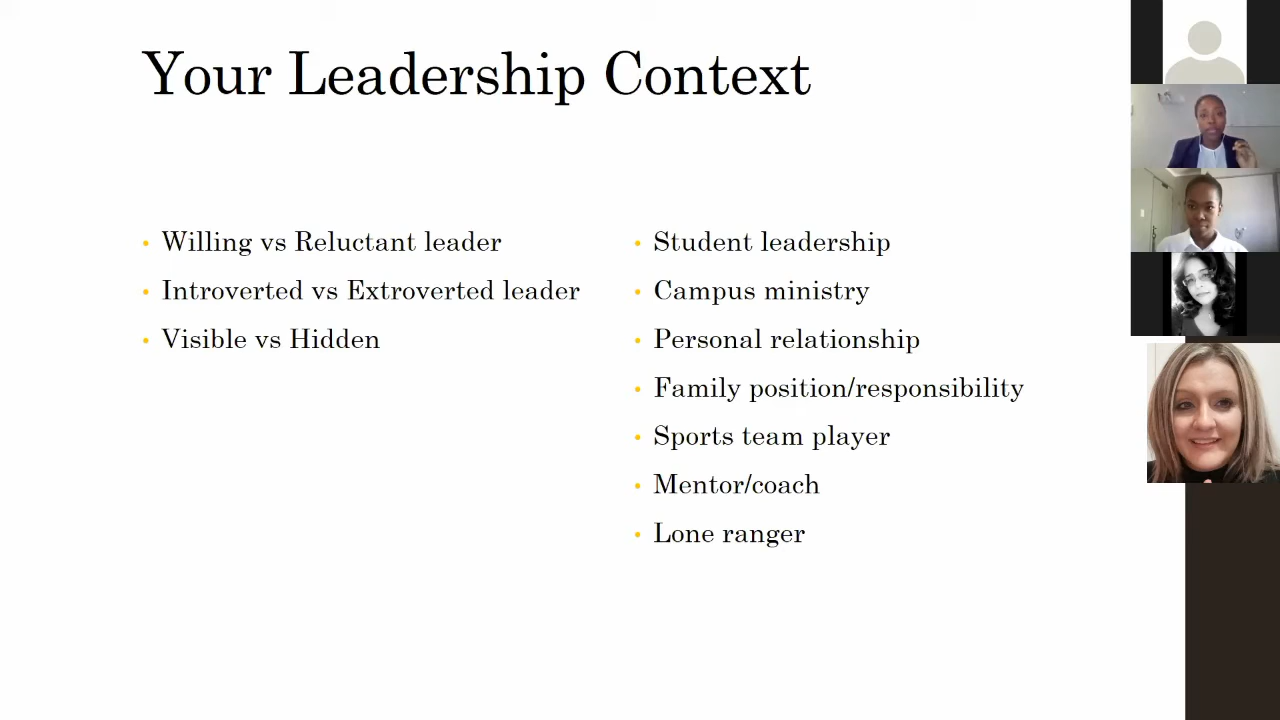 Your Leadership Context
Willing vs Reluctant leader
Introverted vs Extroverted leader
Visible vs Hidden
Student leadership
Campus ministry
Personal relationship
Family position/responsibility
Sports team player
Mentor/coach
Lone ranger